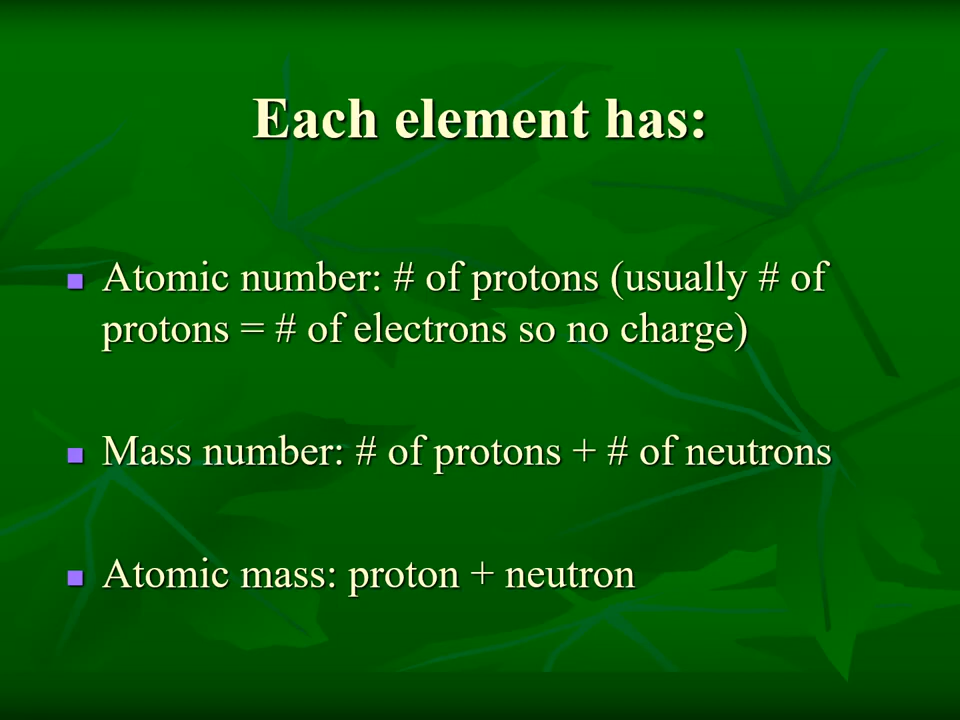 Each element has:
Atomic number: # of protons (usually # of
protons = # of electrons so no charge)
Mass number: # of protons + # of neutrons
Atomic mass: proton + neutron